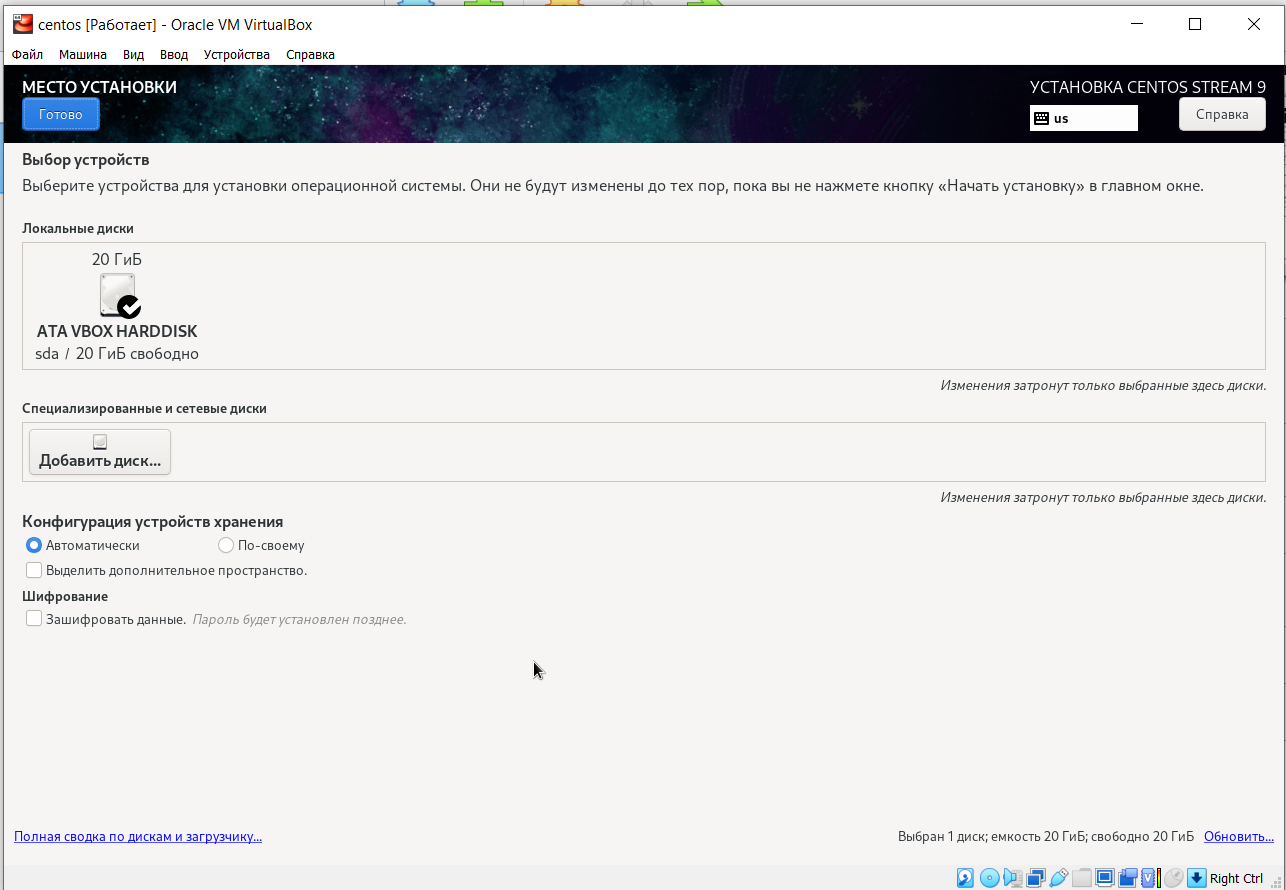 centos [Работает] - Oracle VM VirtualBox
Файл Машина Вид Ввод Устройства Справка
МЕСТО УСТАНОВКИ
УСТАНОВКА CENTOS STREAM 9
Готово
us
Справка
Выбор устройств
Выберите устройства для установки операционной системы. Они не будут изменены до тех пор, пока вы не нажмете кнопку «Начать установку» в главном окне.
Локальные диски
20 ГиБ
ATA VBOX HARDDISK
sda / 20 ГиБ свободно
Изменения затронут только выбранные здесь диски.
Специализированные и сетевые диски
Добавить диск...
Изменения затронут только выбранные здесь диски.
Конфигурация устройств хранения
Автоматически По-своему
Выделить дополнительное пространство.
Шифрование
Зашифровать данные. Пароль будет установлен позднее.
Полная сводка по дискам и загрузчику...
Выбран 1 диск; емкость 20 ГиБ; свободно 20 ГиБ Обновить...
Right Ctrl